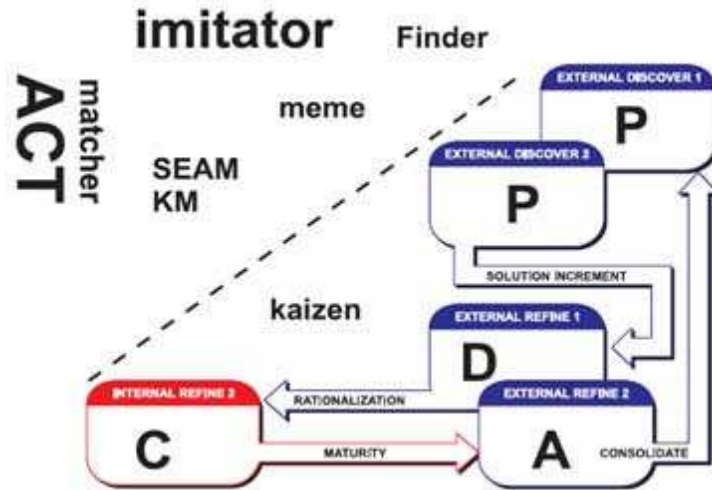 imitator
Finder
matcher
ACT
meme
SEAM
KM
EXTERNAL DISCOVER 1
P
EXTERNAL DISCOVER 2
P
SOLUTION INCREMENT
kaizen
EXTERNAL REFINE 1
D
INTERNAL REFINE 2
RATIONALIZATION
EXTERNAL REFINE 2
C
MATURITY
A
CONSOLIDATE